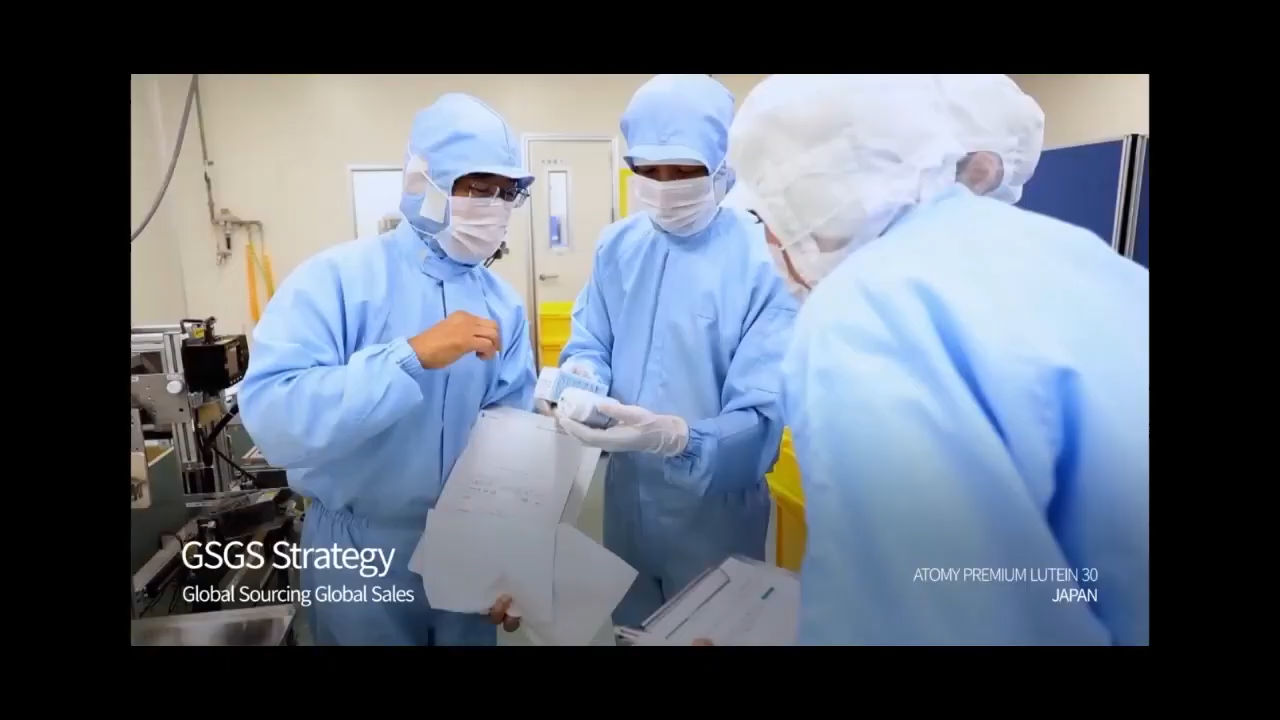 GSGS Strategy
Global Sourcing Global Sales
ATOMY PREMIUM LUTEIN 30
JAPAN